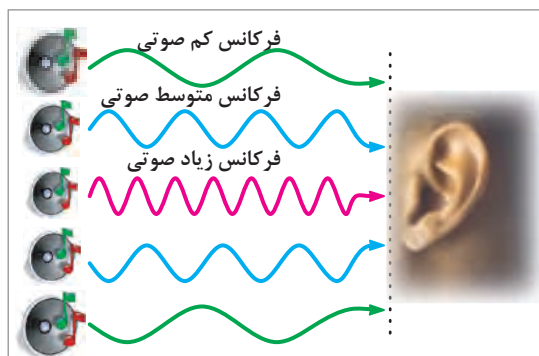 فرکانس کم صوتی
فرکانس متوسط صوتی
فرکانس زیاد صوتی